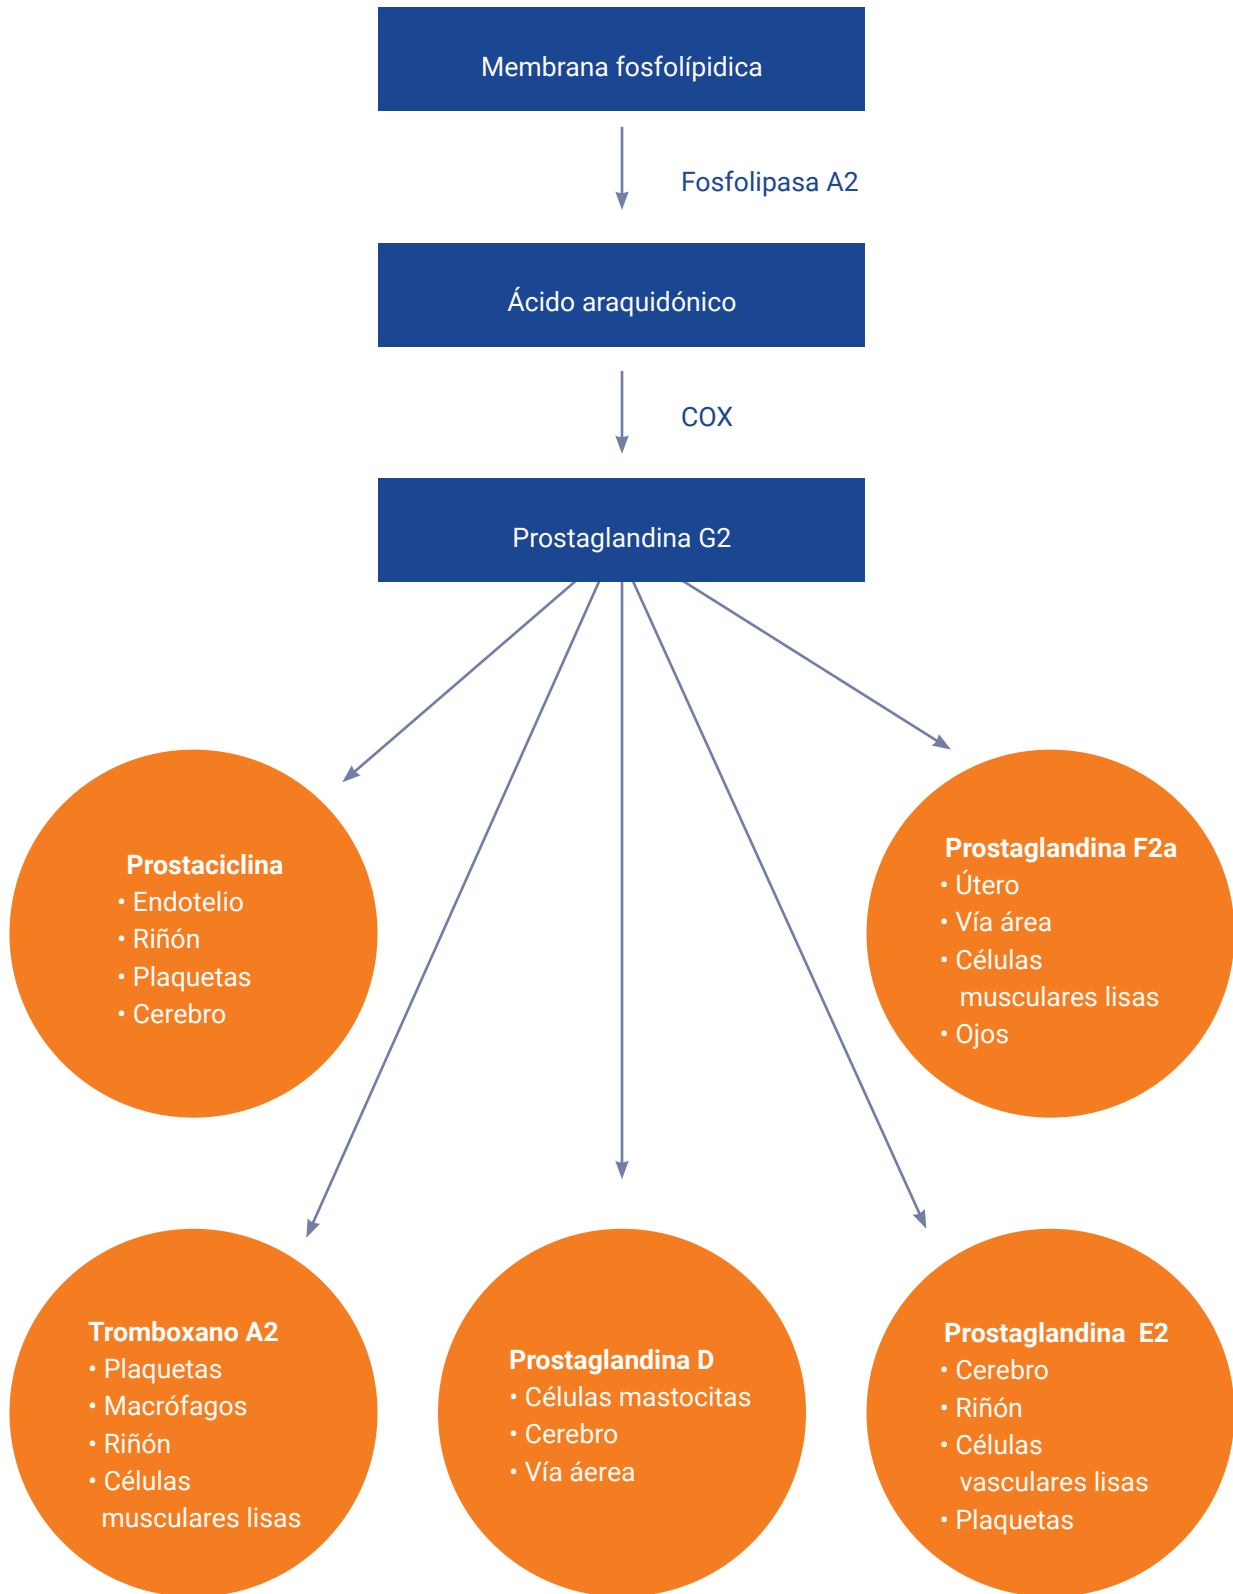 Membrana fosfolípidica
Fosfolipasa A2
Ácido araquidónico
COX
Prostaglandina G2
Prostaciclina
• Endotelio
• Riñón
• Plaquetas
• Cerebro
Prostaglandina F2a
• Útero
• Vía área
• Células
musculares lisas
• Ojos
Tromboxano A2
• Plaquetas
• Macrófagos
• Riñón
• Células
musculares lisas
Prostaglandina D
• Células mastocitas
• Cerebro
• Vía áerea
Prostaglandina E2
• Cerebro
• Riñón
• Células
vasculares lisas
• Plaquetas